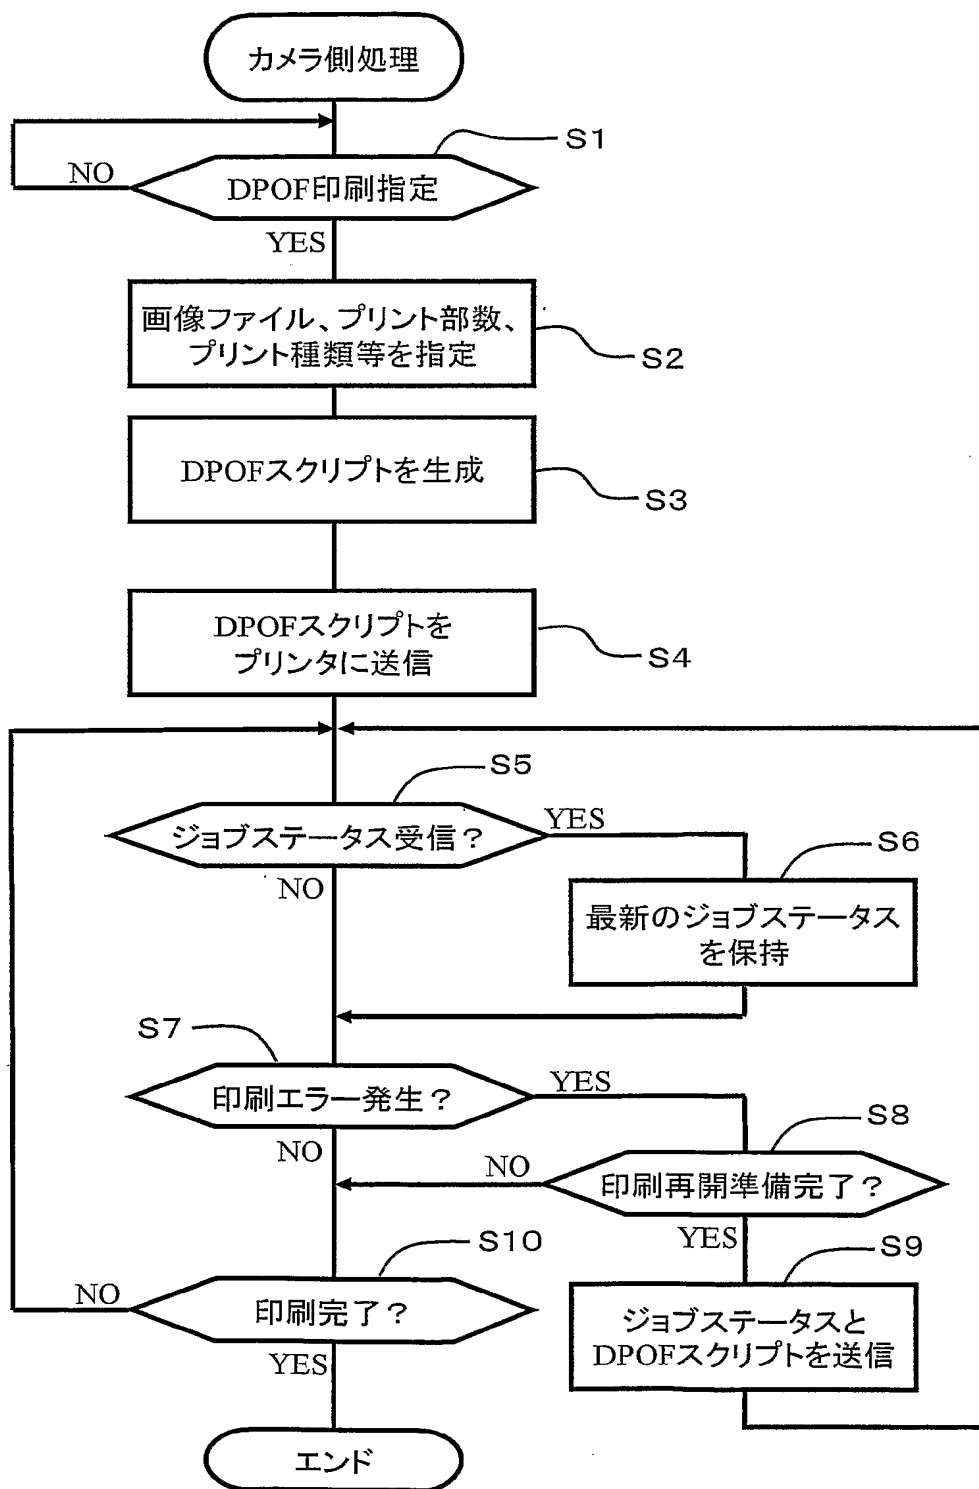 カメラ側処理
S1
NO
DPOF印刷指定
YES
画像ファイル、プリント部数、
プリント種類等を指定
S2
DPOFスクリプトを生成
S3
DPOFスクリプトを
プリンタに送信
S4
S5
ジョブステータス受信？
YES
NO
S6
最新のジョブステータス
を保持
S7
印刷エラー発生？
YES
NO
S8
NO
印刷再開準備完了？
YES
S9
ジョブステータスと
DPOFスクリプトを送信
S10
NO
印刷完了？
YES
エンド